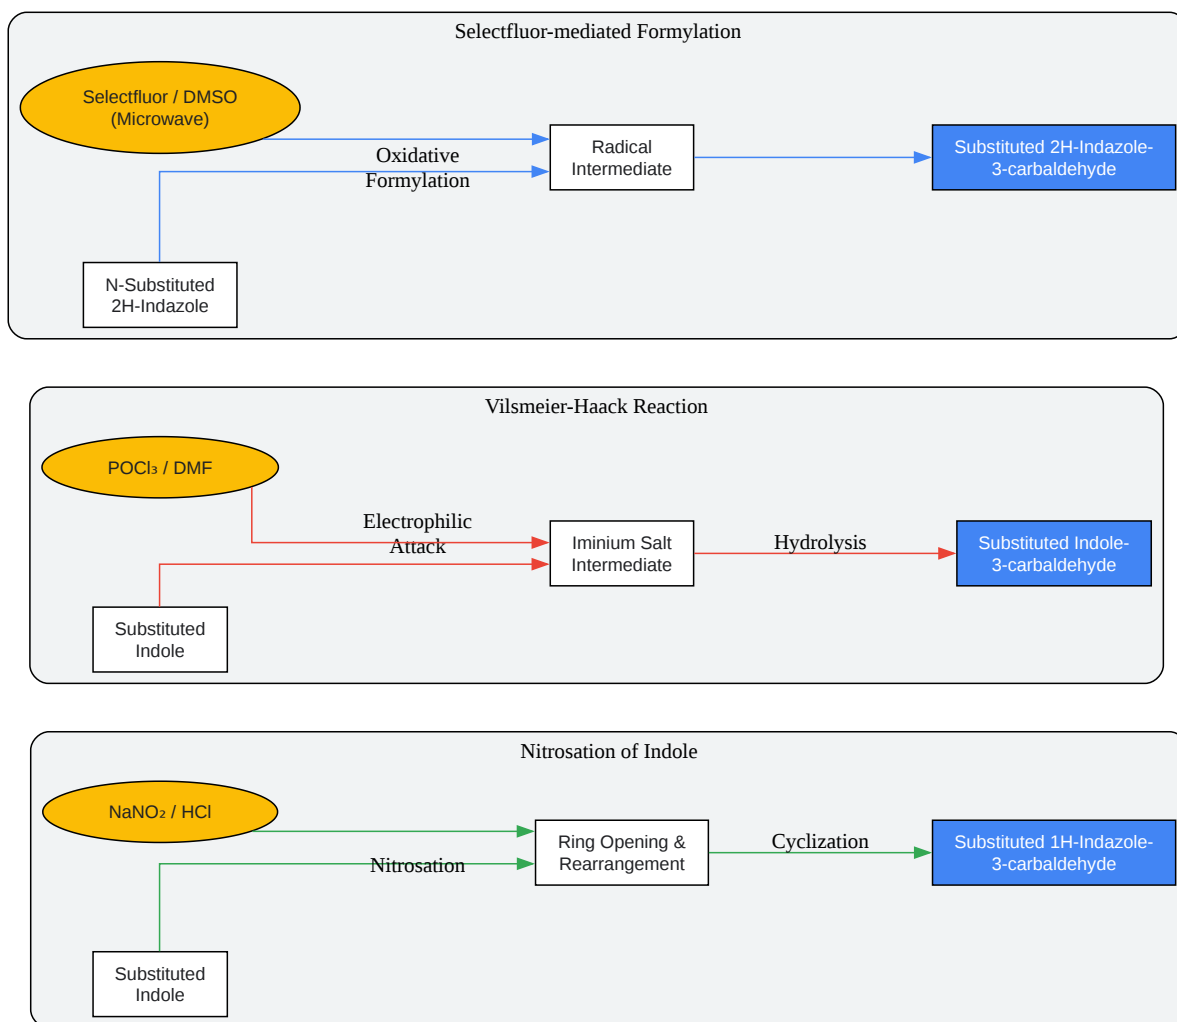 Selectfluor-mediated Formylation
Selectfluor / DMSO
(Microwave)
Oxidative
Formylation
Radical
Intermediate
Substituted 2H-Indazole-
3-carbaldehyde
N-Substituted
2H-Indazole
Vilsmeier-Haack Reaction
POCl₃ / DMF
Electrophilic
Attack
Iminium Salt
Intermediate
Hydrolysis
Substituted Indole-
3-carbaldehyde
Substituted
Indole
Nitrosation of Indole
NaNO₂ / HCl
Nitrosation
Ring Opening &
Rearrangement
Cyclization
Substituted 1H-Indazole-
3-carbaldehyde
Substituted
Indole